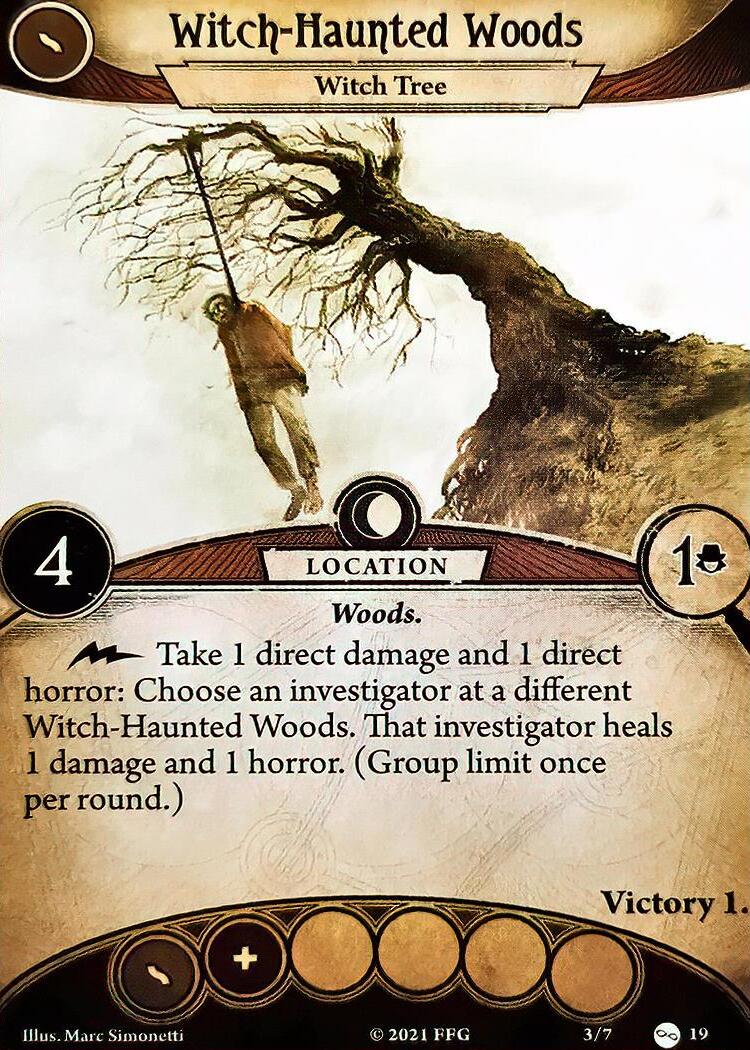 Witch-Haunted Woods
Witch Tree
4
LOCATION
1
Woods.
Take 1 direct damage and 1 direct
horror: Choose an investigator at a different
Witch-Haunted Woods. That investigator heals
1 damage and 1 horror. (Group limit once
per round.)
Victory 1.
Illus. Marc Simonetti © 2021 FFG 3/7 19